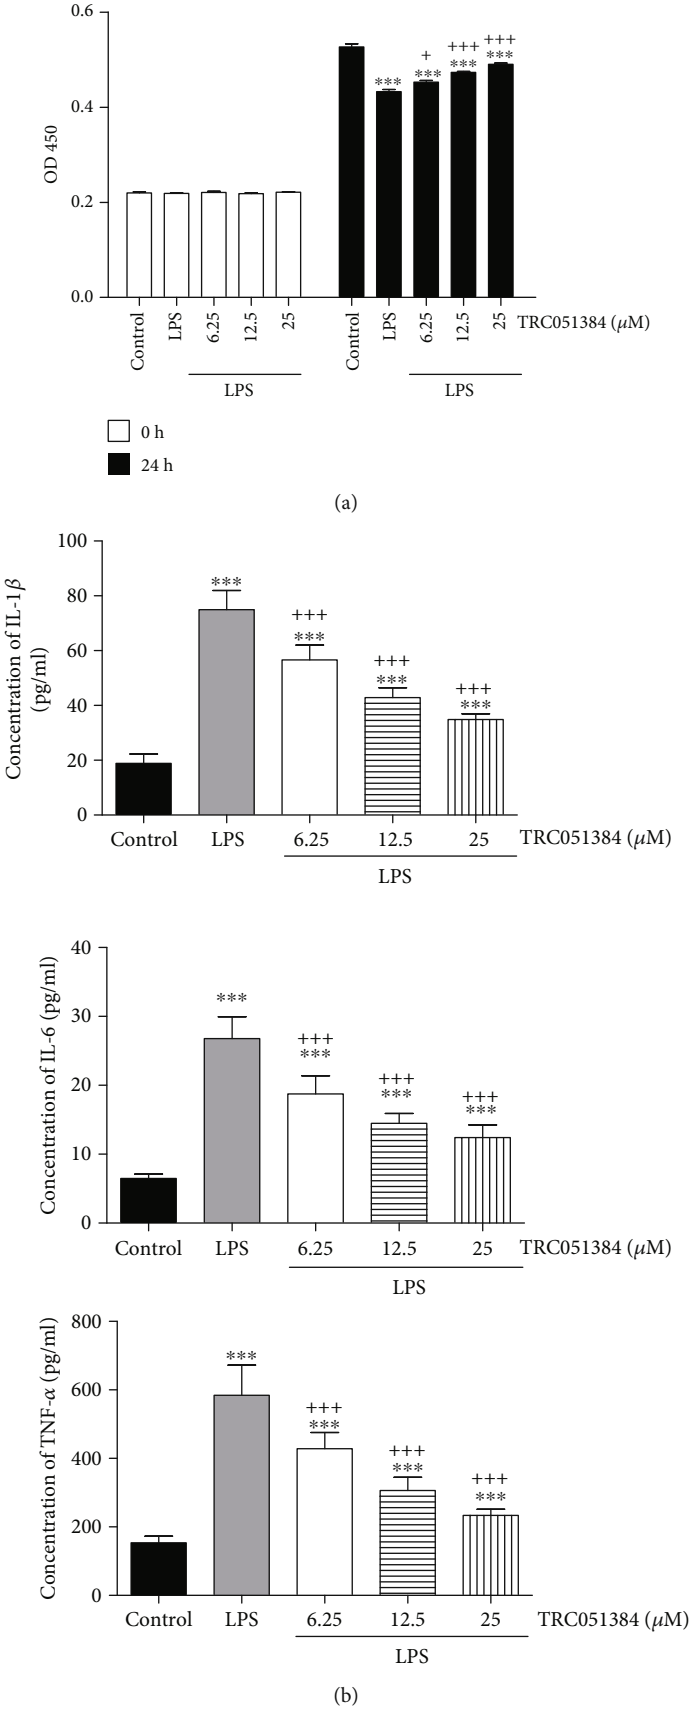 0.6
+++
+++
+
***
***
***
***
0.4
OD 450
0.2
0.0
Control
LPS
6.25
12.5
25
Control
LPS
6.25
12.5
25
TRC051384 (μM)
LPS
LPS
0 h
24 h
(a)
100
80
60
40
20
0
Concentration of IL-1β
(pg/ml)
***
+++
***
+++
***
+++
***
Control
LPS
6.25
12.5
25
TRC051384 (μM)
LPS
40
30
20
10
0
Concentration of IL-6 (pg/ml)
***
+++
***
+++
***
+++
***
Control
LPS
6.25
12.5
25
TRC051384 (μM)
LPS
800
600
400
200
0
Concentration of TNF-α (pg/ml)
***
+++
***
+++
***
+++
***
Control
LPS
6.25
12.5
25
TRC051384 (μM)
LPS
(b)